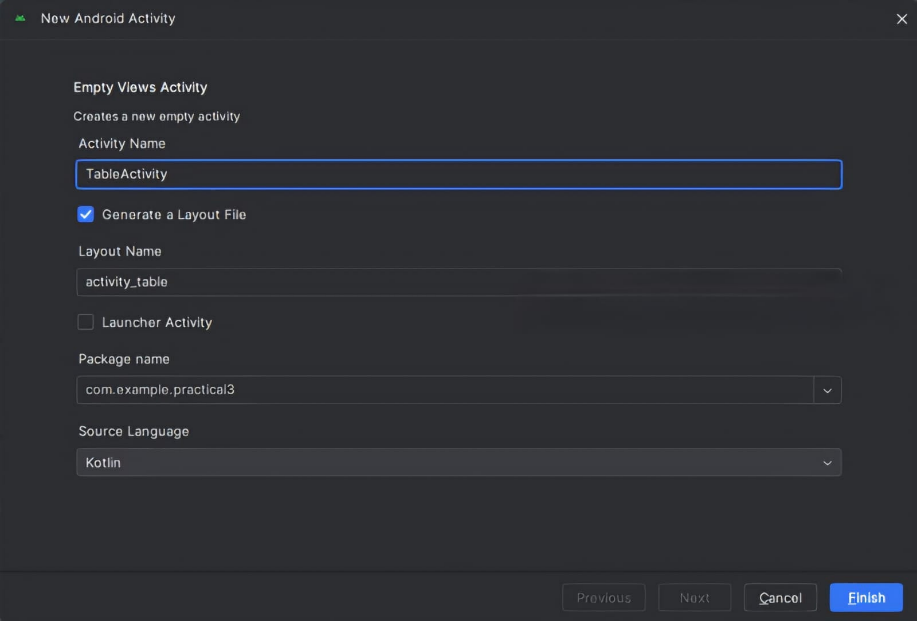 New Android Activity
Empty Views Activity
Creates a new empty activity
Activity Name
TableActivity
Generate a Layout File
Layout Name
activity_table
Launcher Activity
Package name
com.example.practical3
Source Language
Kotlin
Previous Next Cancel Finish